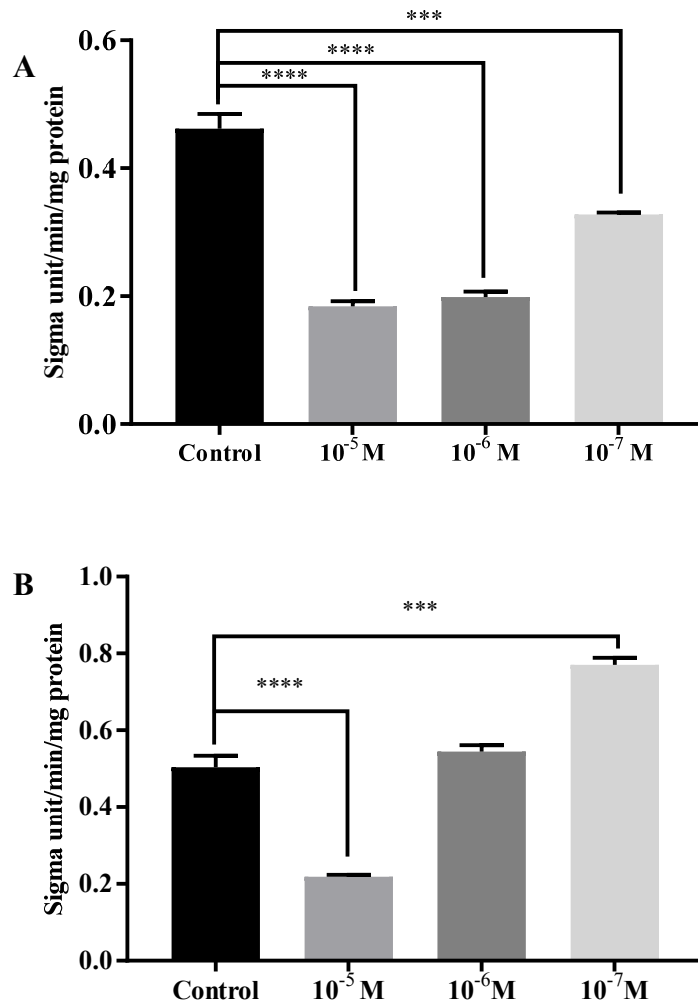 A
Sigma unit/min/mg protein
0.6
0.4
0.2
0.0
***
****
****
Control
10⁻⁵ M
10⁻⁶ M
10⁻⁷ M
B
Sigma unit/min/mg protein
1.0
0.8
0.6
0.4
0.2
0.0
***
****
Control
10⁻⁵ M
10⁻⁶M
10⁻⁷M